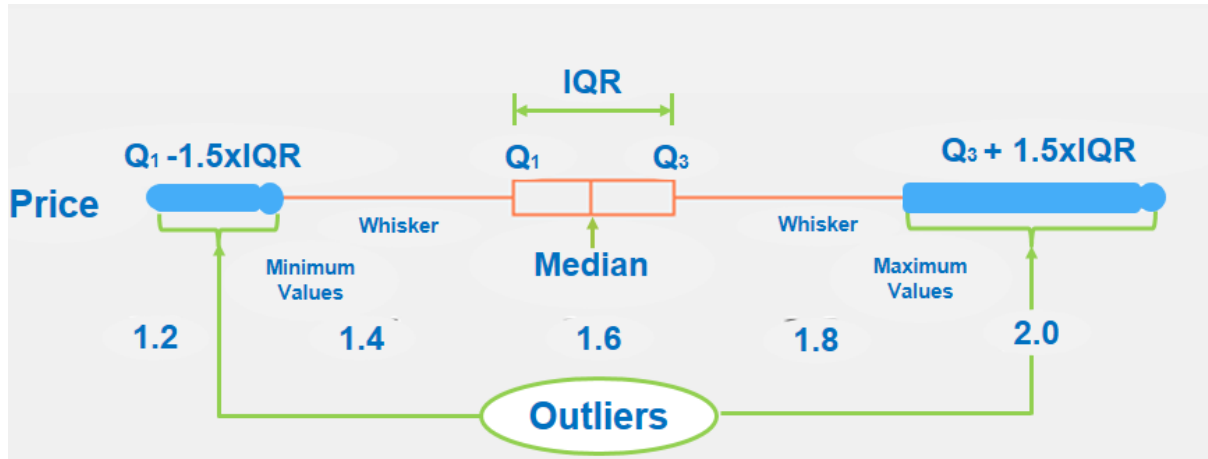 IQR
Q1 -1.5xIQR
Q1
Q3
Q3 + 1.5xIQR
Price
Whisker
Whisker
Median
Minimum
Values
Maximum
Values
1.2
1.4
1.6
1.8
2.0
Outliers